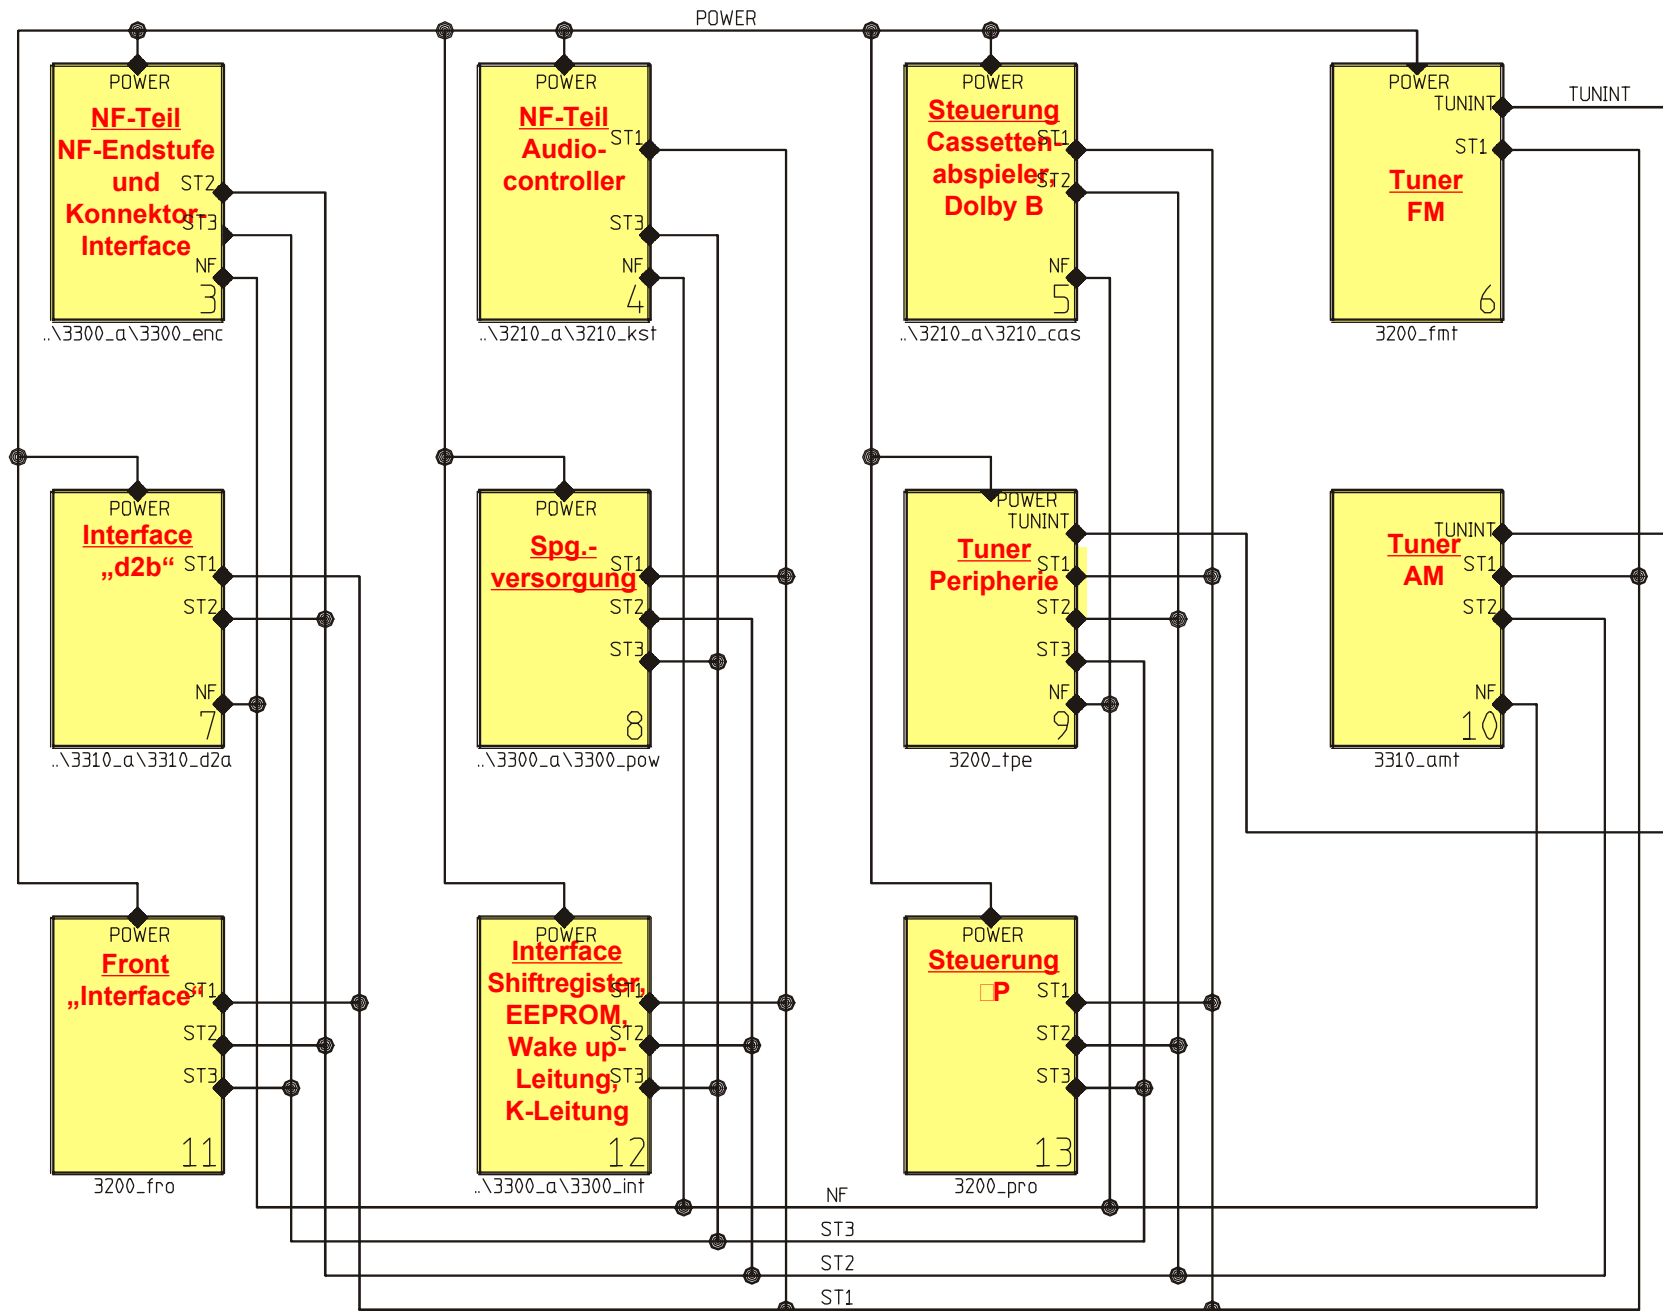 POWER
POWER
NF-Teil
NF-Endstufe
und
Konnektor-
Interface
ST2
ST3
NF
3
..\3300_a\3300_enc
POWER
NF-Teil
Audio-
controller
ST1
ST3
NF
4
..\3210_a\3210_kst
POWER
Steuerung
Cassetten-
abspieler,
Dolby B
ST1
ST2
NF
5
..\3210_a\3210_cas
POWER
TUNINT
TUNINT
ST1
Tuner
FM
6
3200_fmt
POWER
Interface
„d2b“
ST1
ST2
NF
7
..\3310_a\3310_d2a
POWER
Spg.-
versorgung
ST1
ST2
ST3
8
..\3300_a\3300_pow
POWER
TUNINT
Tuner
Peripherie
ST1
ST2
ST3
NF
9
3200_tpe
TUNINT
Tuner
AM
ST1
ST2
NF
10
3310_amt
POWER
Front
„Interface“
ST1
ST2
ST3
11
3200_fro
POWER
Interface
Shiftregister,
EEPROM,
Wake up-
Leitung,
K-Leitung
ST1
ST2
ST3
12
..\3300_a\3300_int
POWER
Steuerung
□P
ST1
ST2
ST3
13
3200_pro
NF
ST3
ST2
ST1